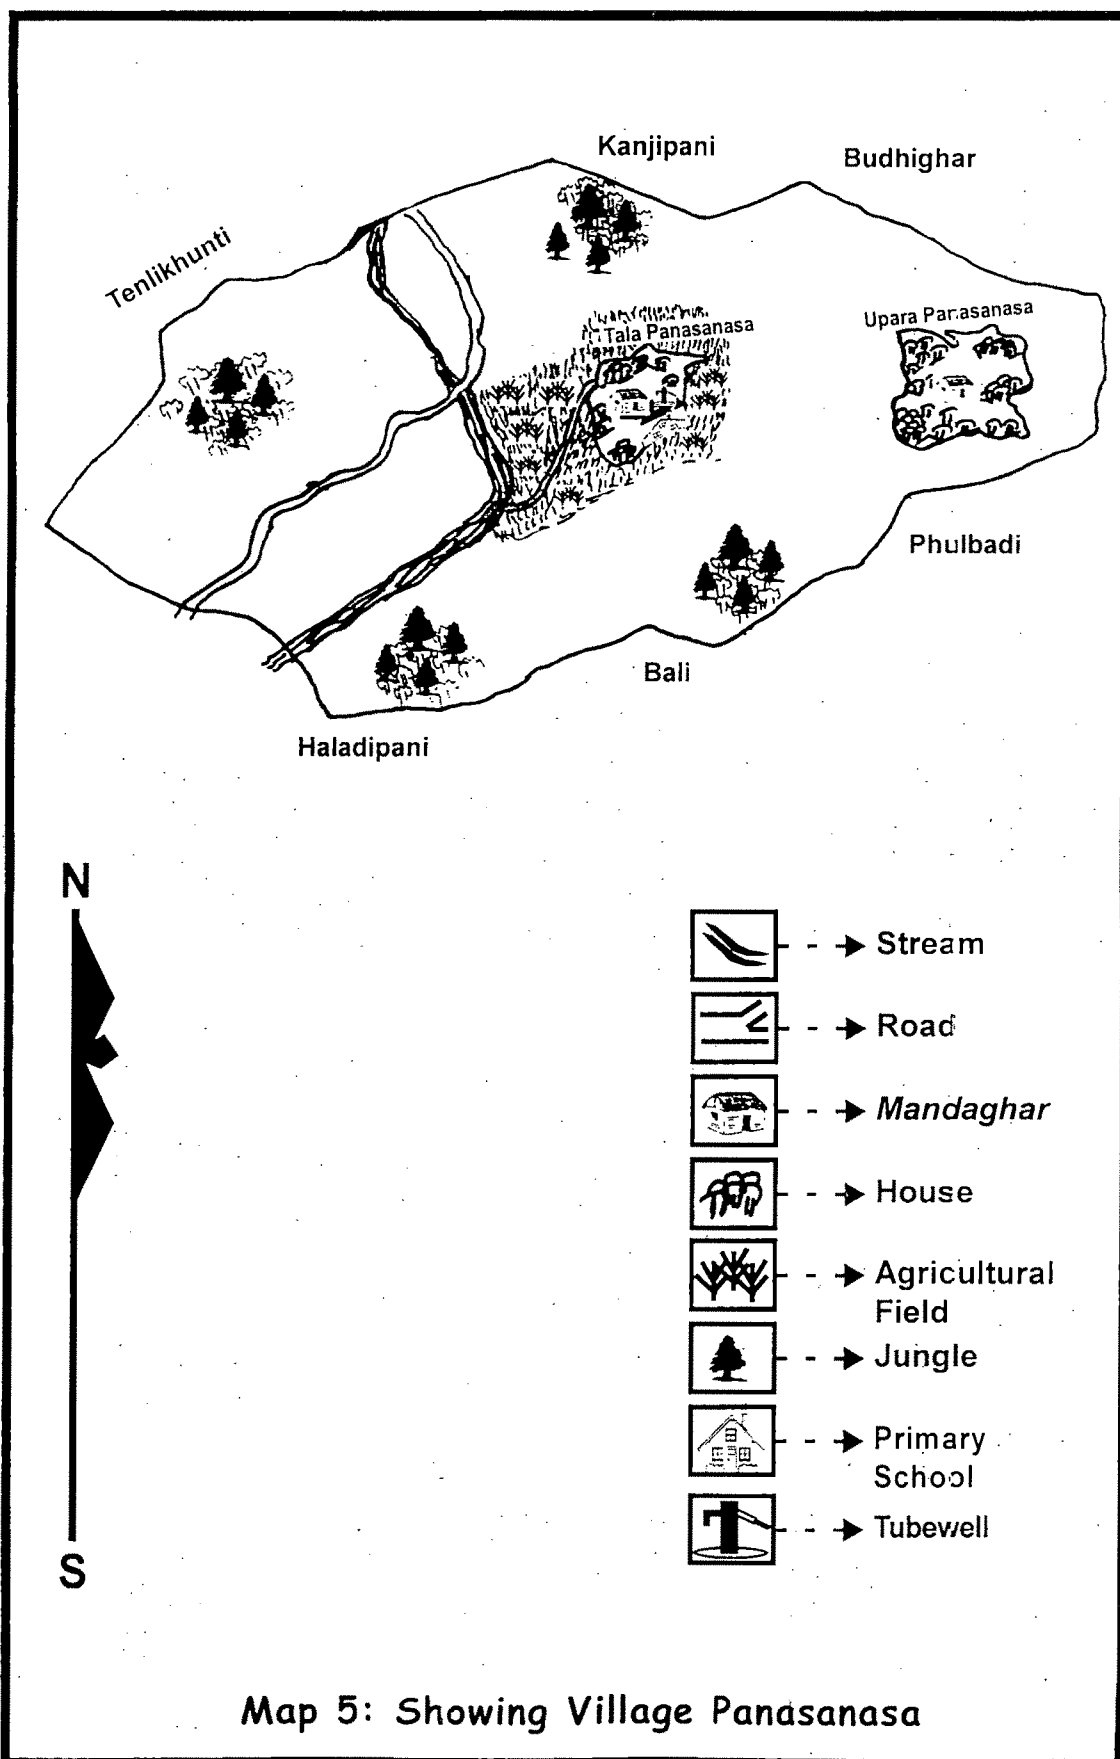 Kanjipani
Budhighar
Tenlikhunti
Tala Panasanasa
Upara Panasanasa
Phulbadi
Bali
Haladipani
N
Stream
Road
Mandaghar
House
Agricultural
Field
Jungle
Primary
School
Tubewell
S
Map 5: Showing Village Panasanasa